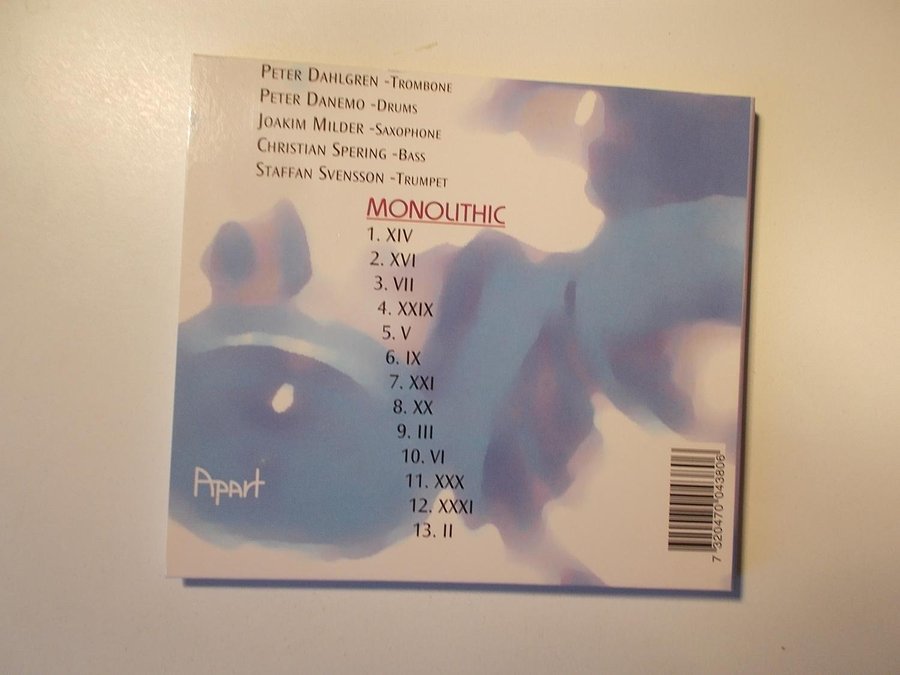 Peter Dahlgren -Trombone
Peter Danemo -Drums
Joakim Milder -Saxophone
Christian Spering -Bass
Staffan Svensson -Trumpet
MONOLITHIC
1. XIV
2. XVI
3. VII
4. XXIX
5. V
6. IX
7. XXI
8. XX
9. III
10. VI
11. XXX
12. XXXI
13. II
Apart
7 320470 043806